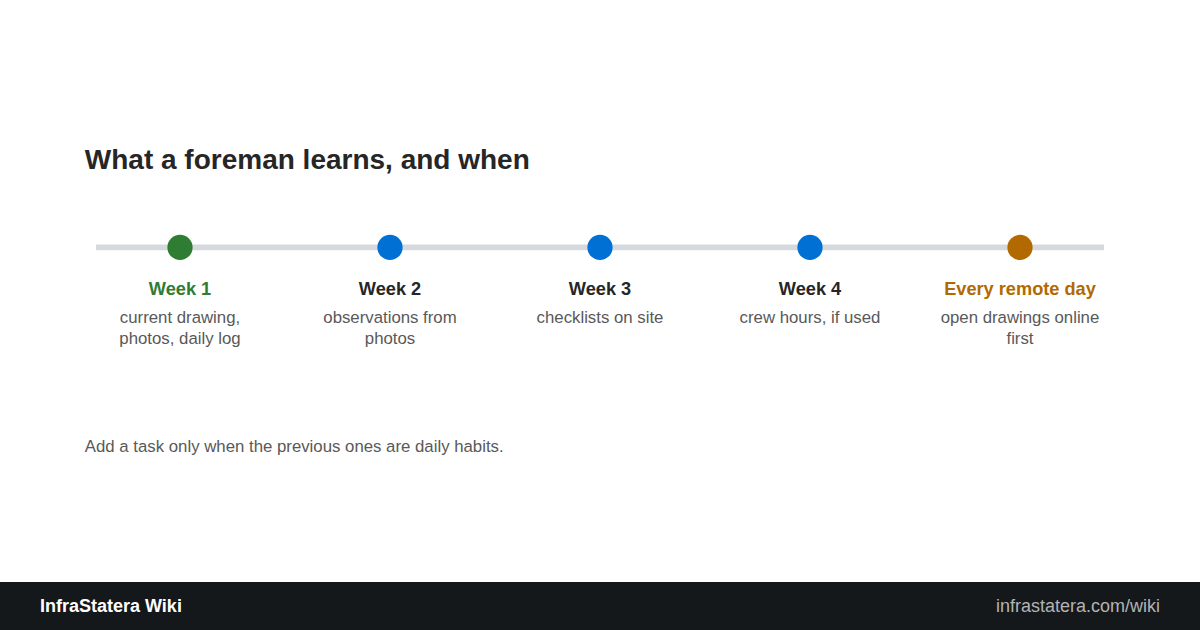 What a foreman learns, and when
Week 1
current drawing,
photos, daily log
Week 2
observations from
photos
Week 3
checklists on site
Week 4
crew hours, if used
Every remote day
open drawings online
first
Add a task only when the previous ones are daily habits.
InfraStatera Wiki
infrastatera.com/wiki